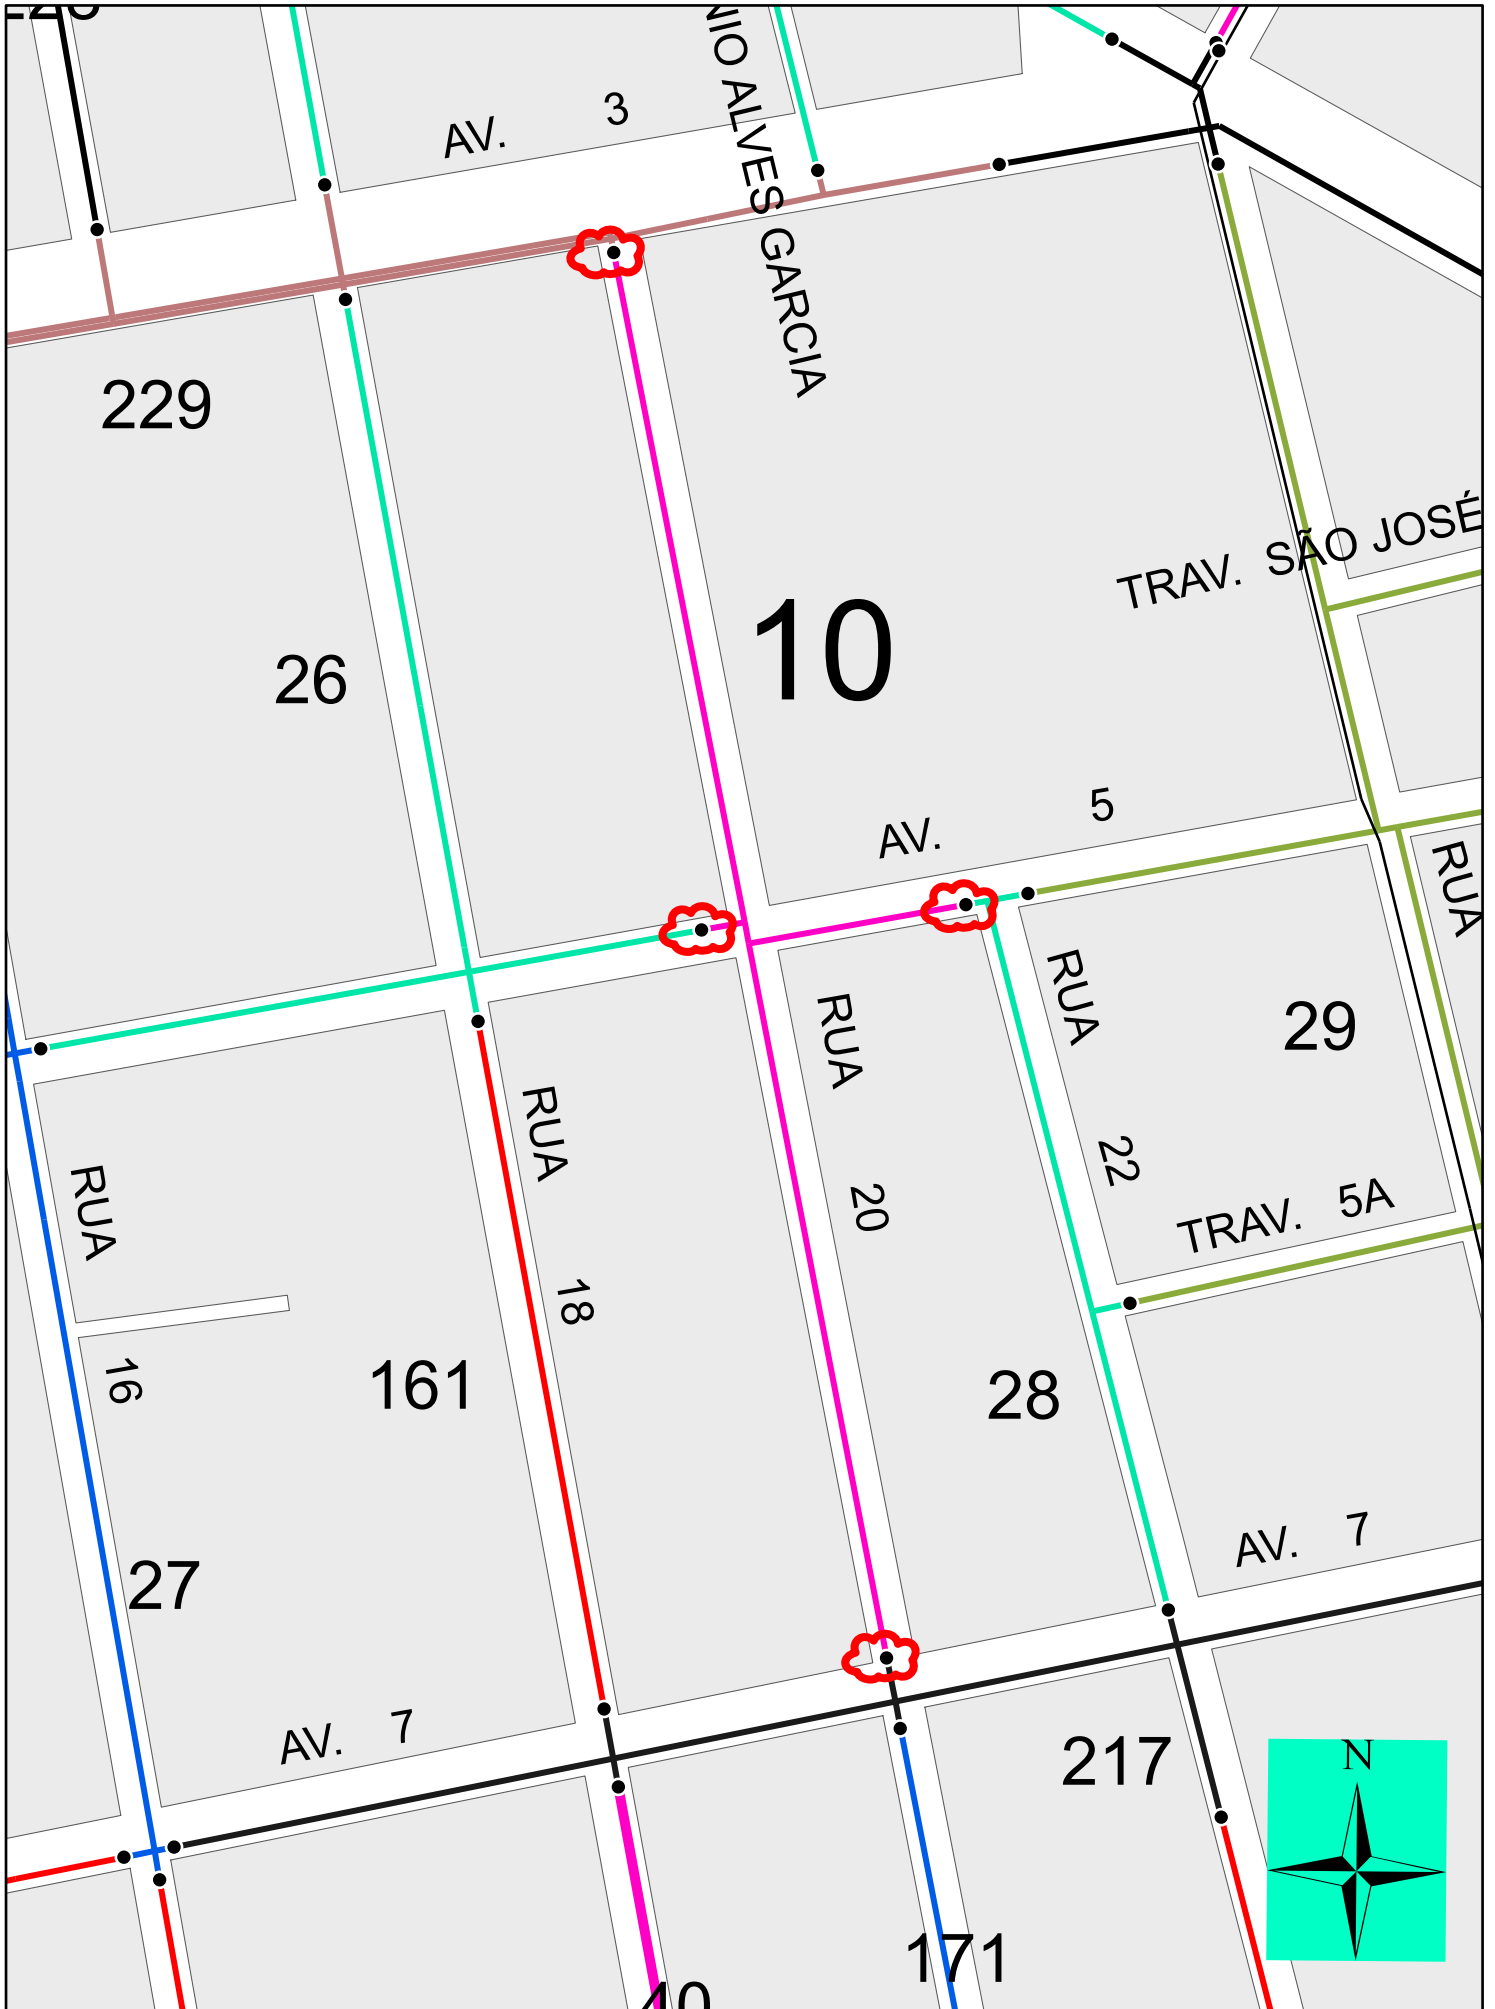 AV. 3
NIO ALVES GARCIA
229
TRAV. SÃO JOSÉ
10
26
AV. 5
RUA
RUA 22
RUA 20
29
RUA 18
RUA 16
TRAV. 5A
161
28
AV. 7
27
AV. 7
217
N
171
40